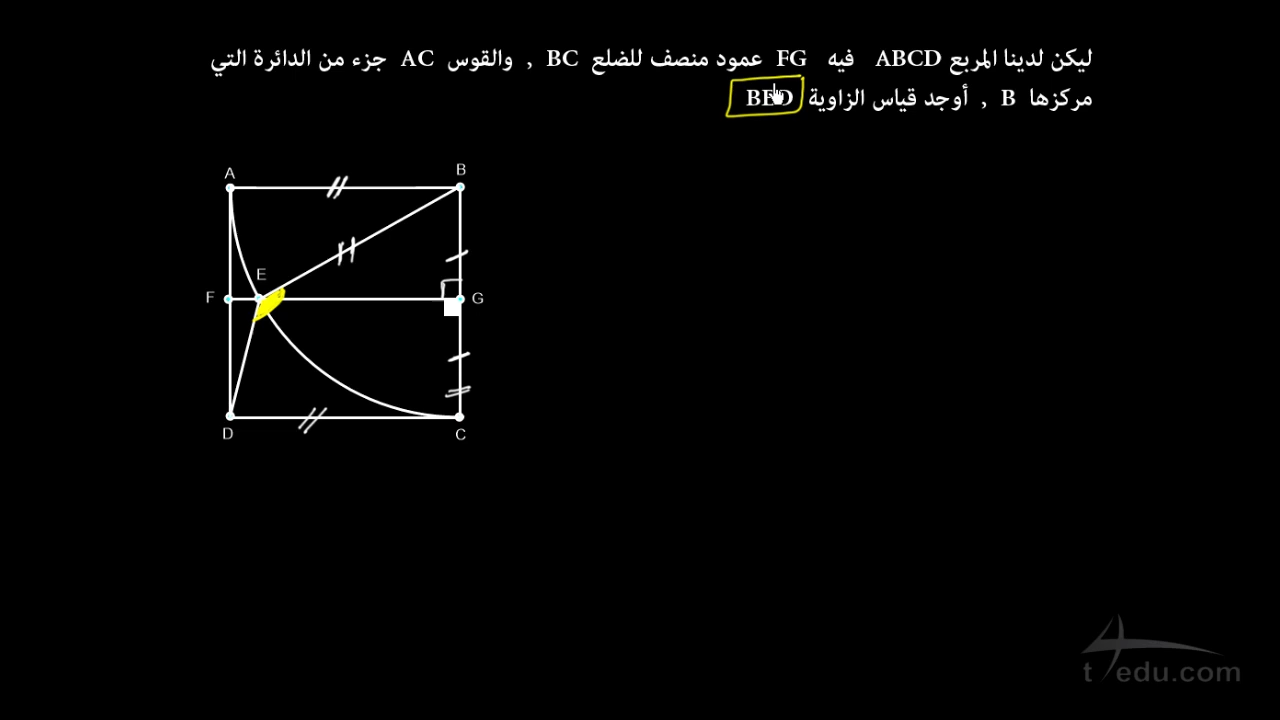 ليكن لدينا المربع ABCD فيه FG عمود منصف للضلع BC , والقوس AC جزء من الدائرة التي
مركزها B , أوجد قياس الزاوية BED
A
B
E
F
G
D
C
t4edu.com